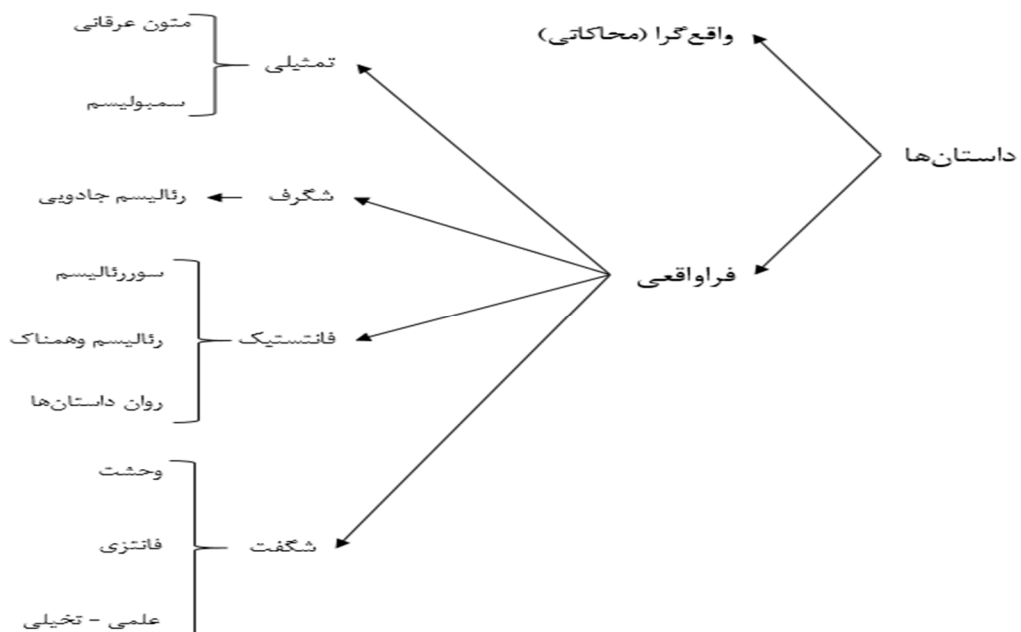 داستان‌ها
واقع‌گرا (محاکاتی)
فراواقعی
تمثیلی
متون عرفانی
سمبولیسم
شگرف
رئالیسم جادویی
فانتستیک
سوررئالیسم
رئالیسم وهمناک
روان داستان‌ها
شگفت
وحشت
فانتزی
علمی – تخیلی